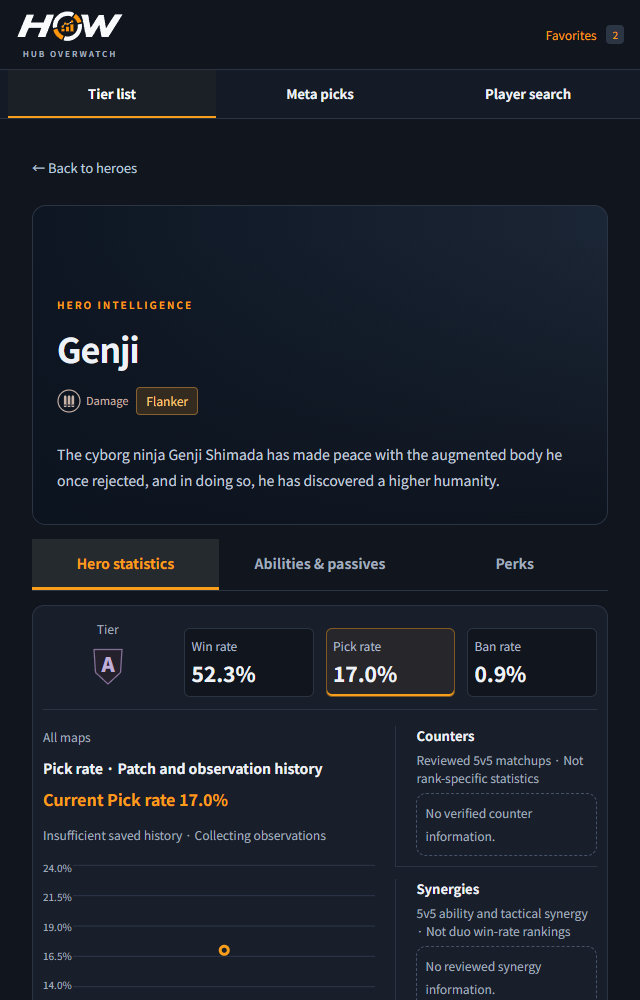 HOW
HUB OVERWATCH
Favorites 2
Tier list
Meta picks
Player search
← Back to heroes
HERO INTELLIGENCE
Genji
Damage
Flanker
The cyborg ninja Genji Shimada has made peace with the augmented body he
once rejected, and in doing so, he has discovered a higher humanity.
Hero statistics
Abilities & passives
Perks
Tier
A
Win rate
52.3%
Pick rate
17.0%
Ban rate
0.9%
All maps
Pick rate · Patch and observation history
Current Pick rate 17.0%
Insufficient saved history · Collecting observations
24.0%
21.5%
19.0%
16.5%
14.0%
Counters
Reviewed 5v5 matchups · Not
rank-specific statistics
No verified counter
information.
Synergies
5v5 ability and tactical synergy
· Not duo win-rate rankings
No reviewed synergy
information.